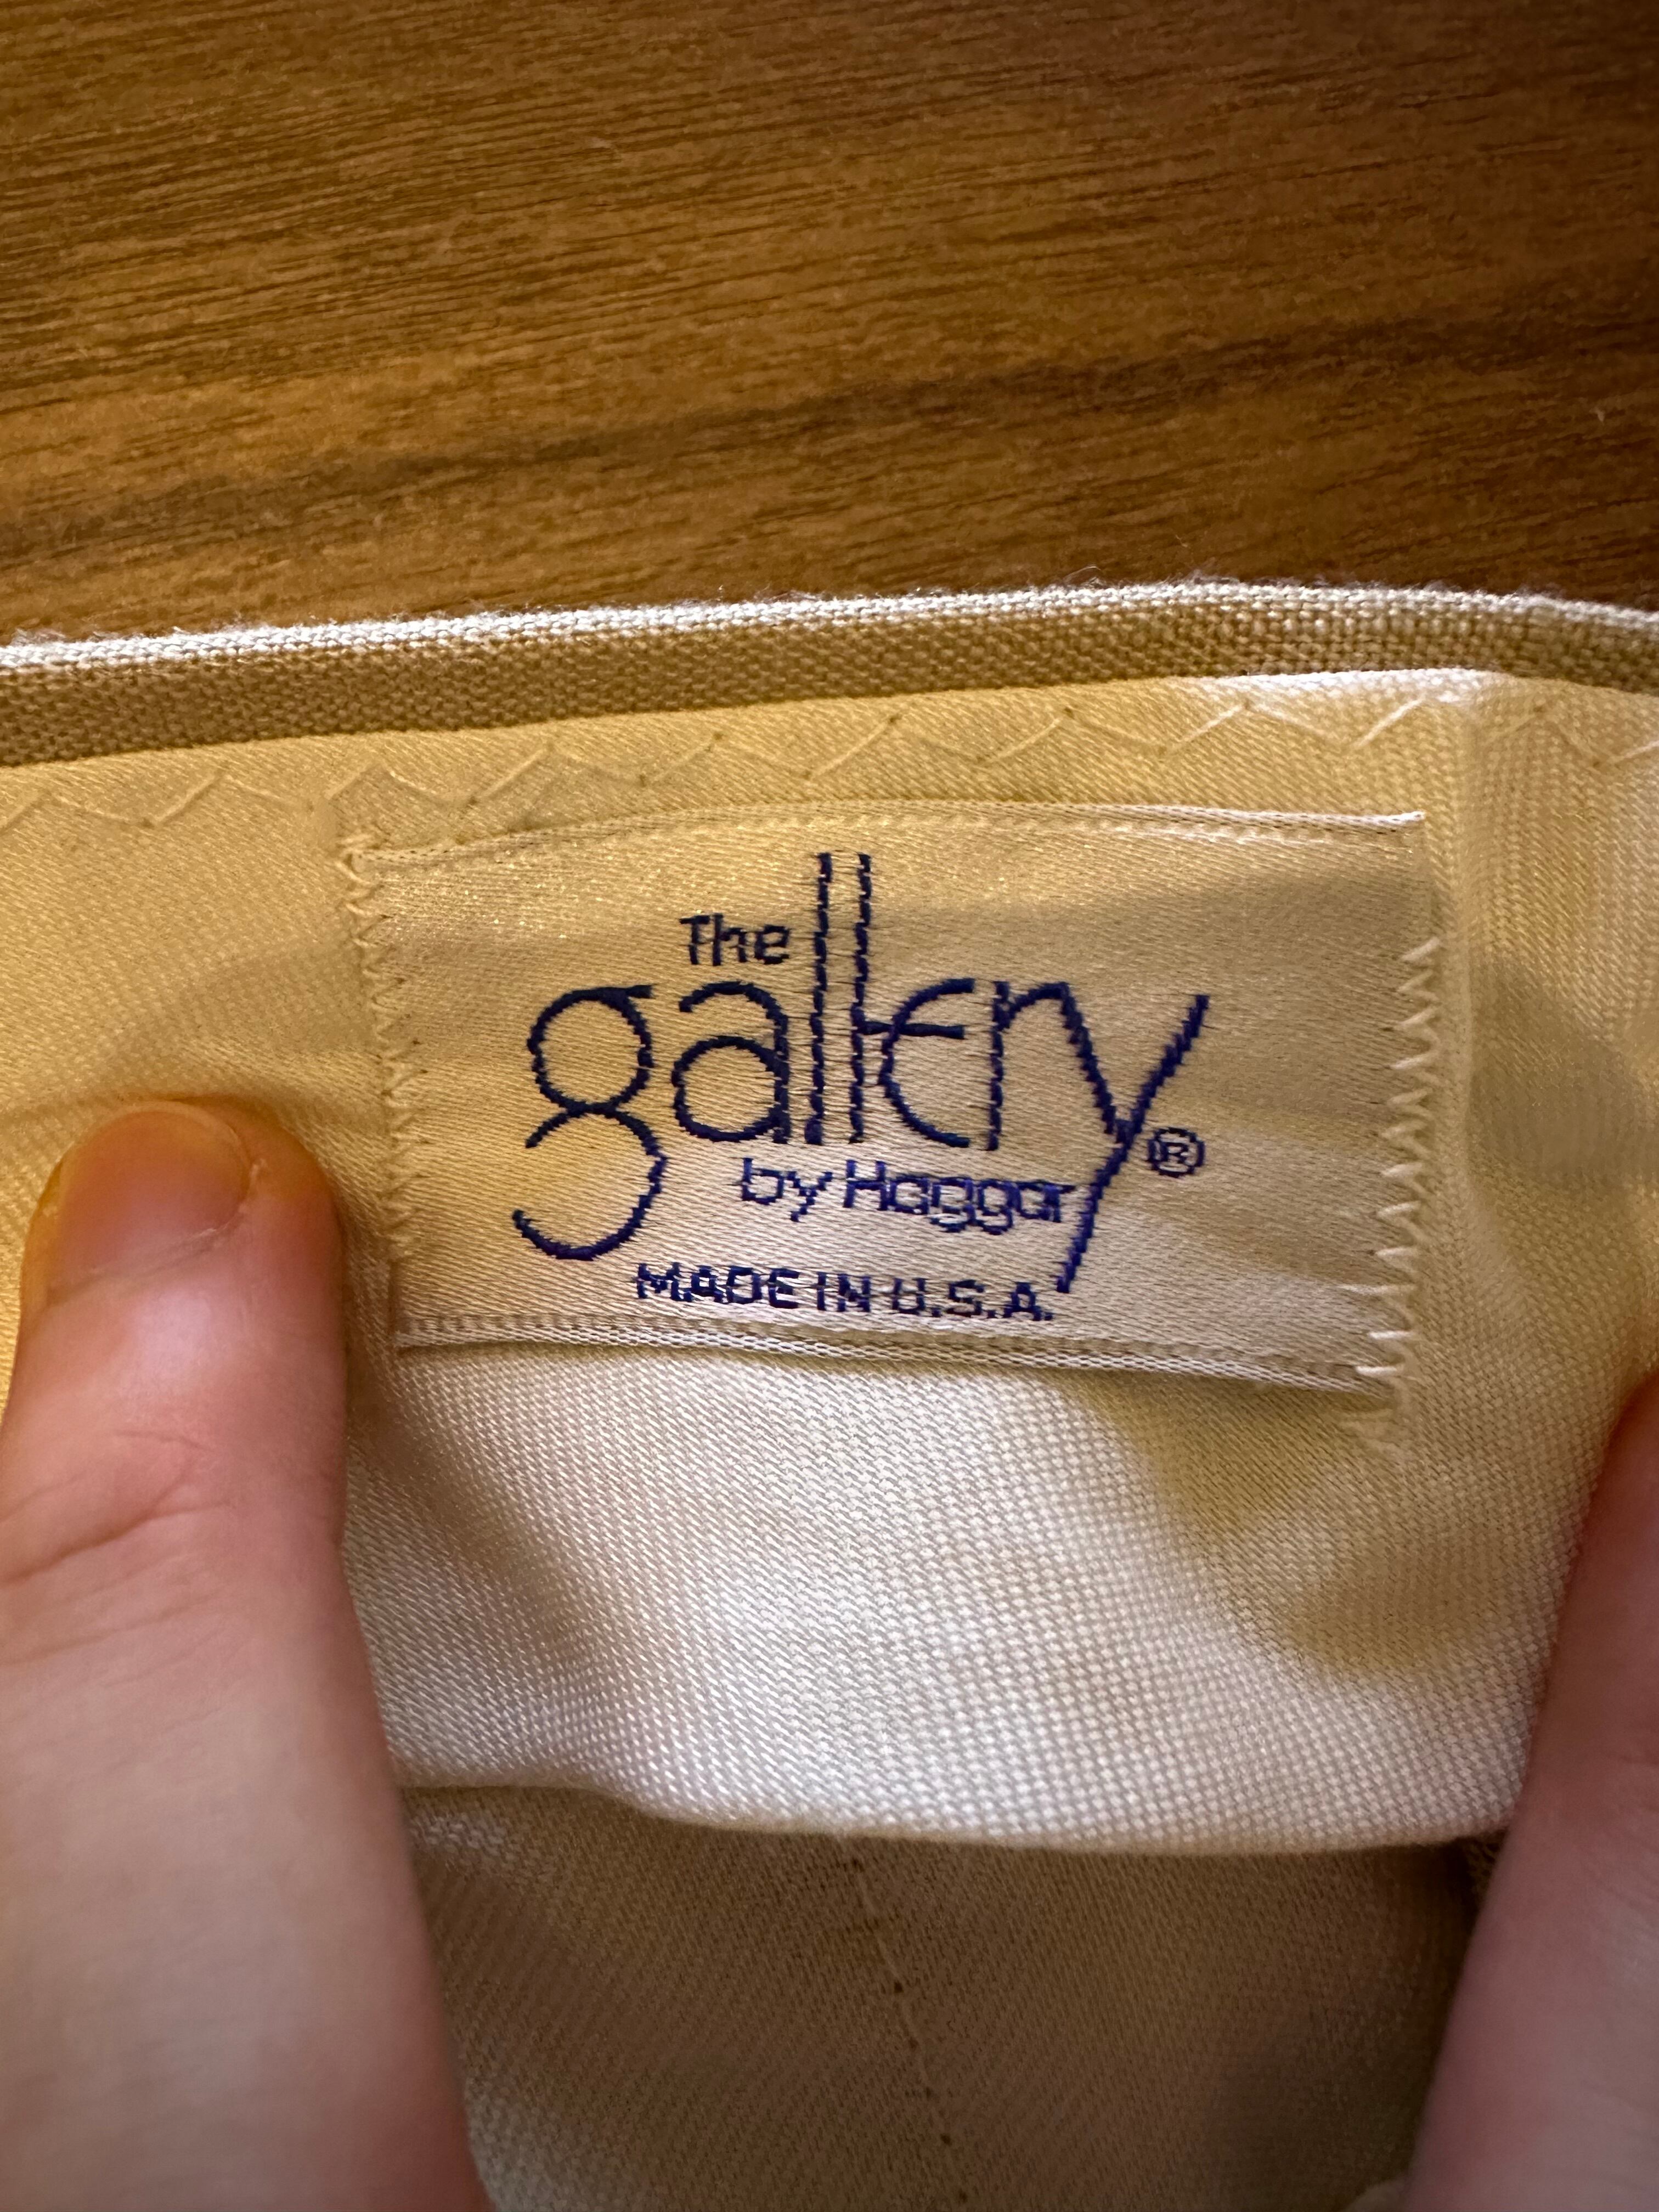 The
gallery®
by Haggar
MADE IN U.S.A.